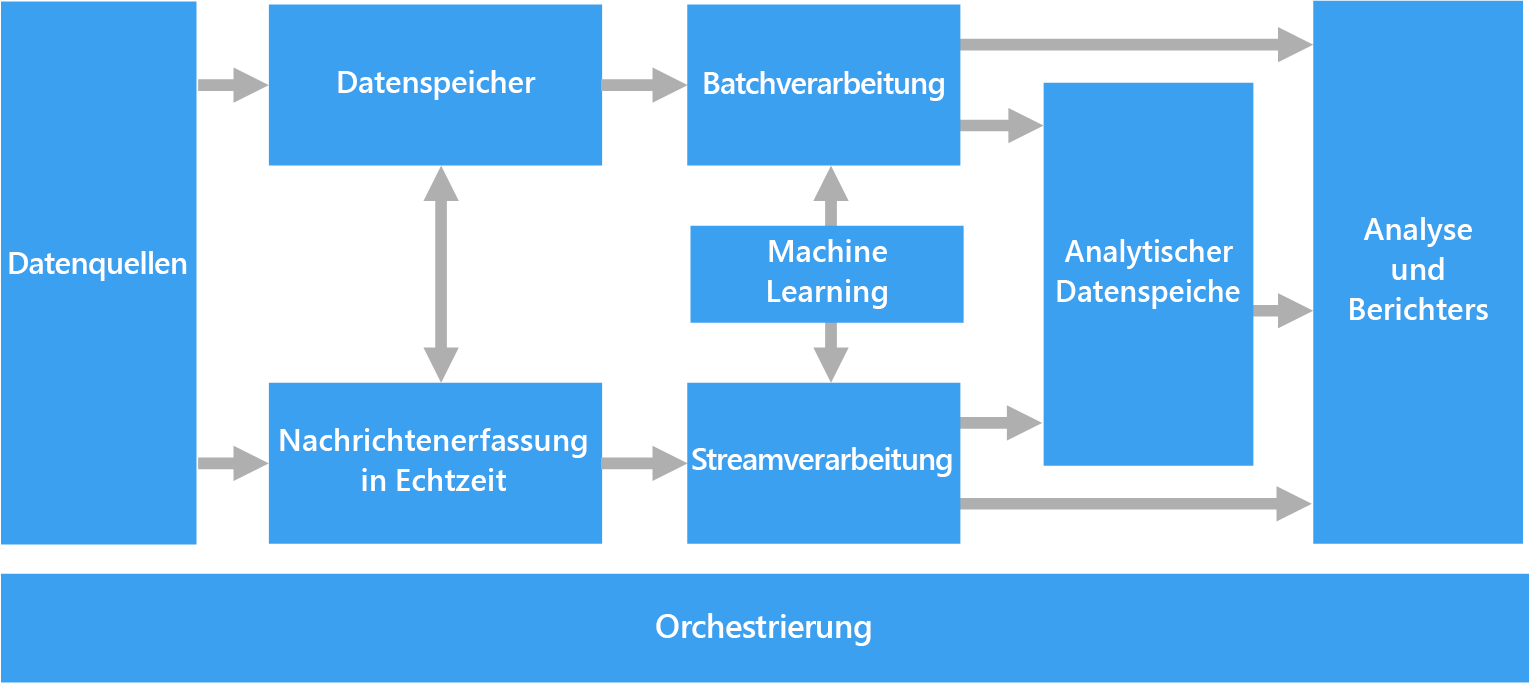 Datenquellen
Datenspeicher
Nachrichtenerfassung
in Echtzeit
Batchverarbeitung
Machine
Learning
Streamverarbeitung
Analytischer
Datenspeiche
Analyse
und
Berichters
Orchestrierung